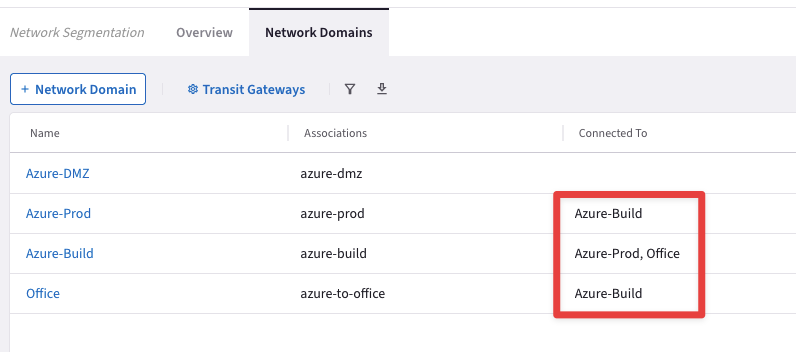 Network Segmentation Overview Network Domains
+ Network Domain Transit Gateways
Name Associations Connected To
Azure-DMZ azure-dmz
Azure-Prod azure-prod Azure-Build
Azure-Build azure-build Azure-Prod, Office
Office azure-to-office Azure-Build